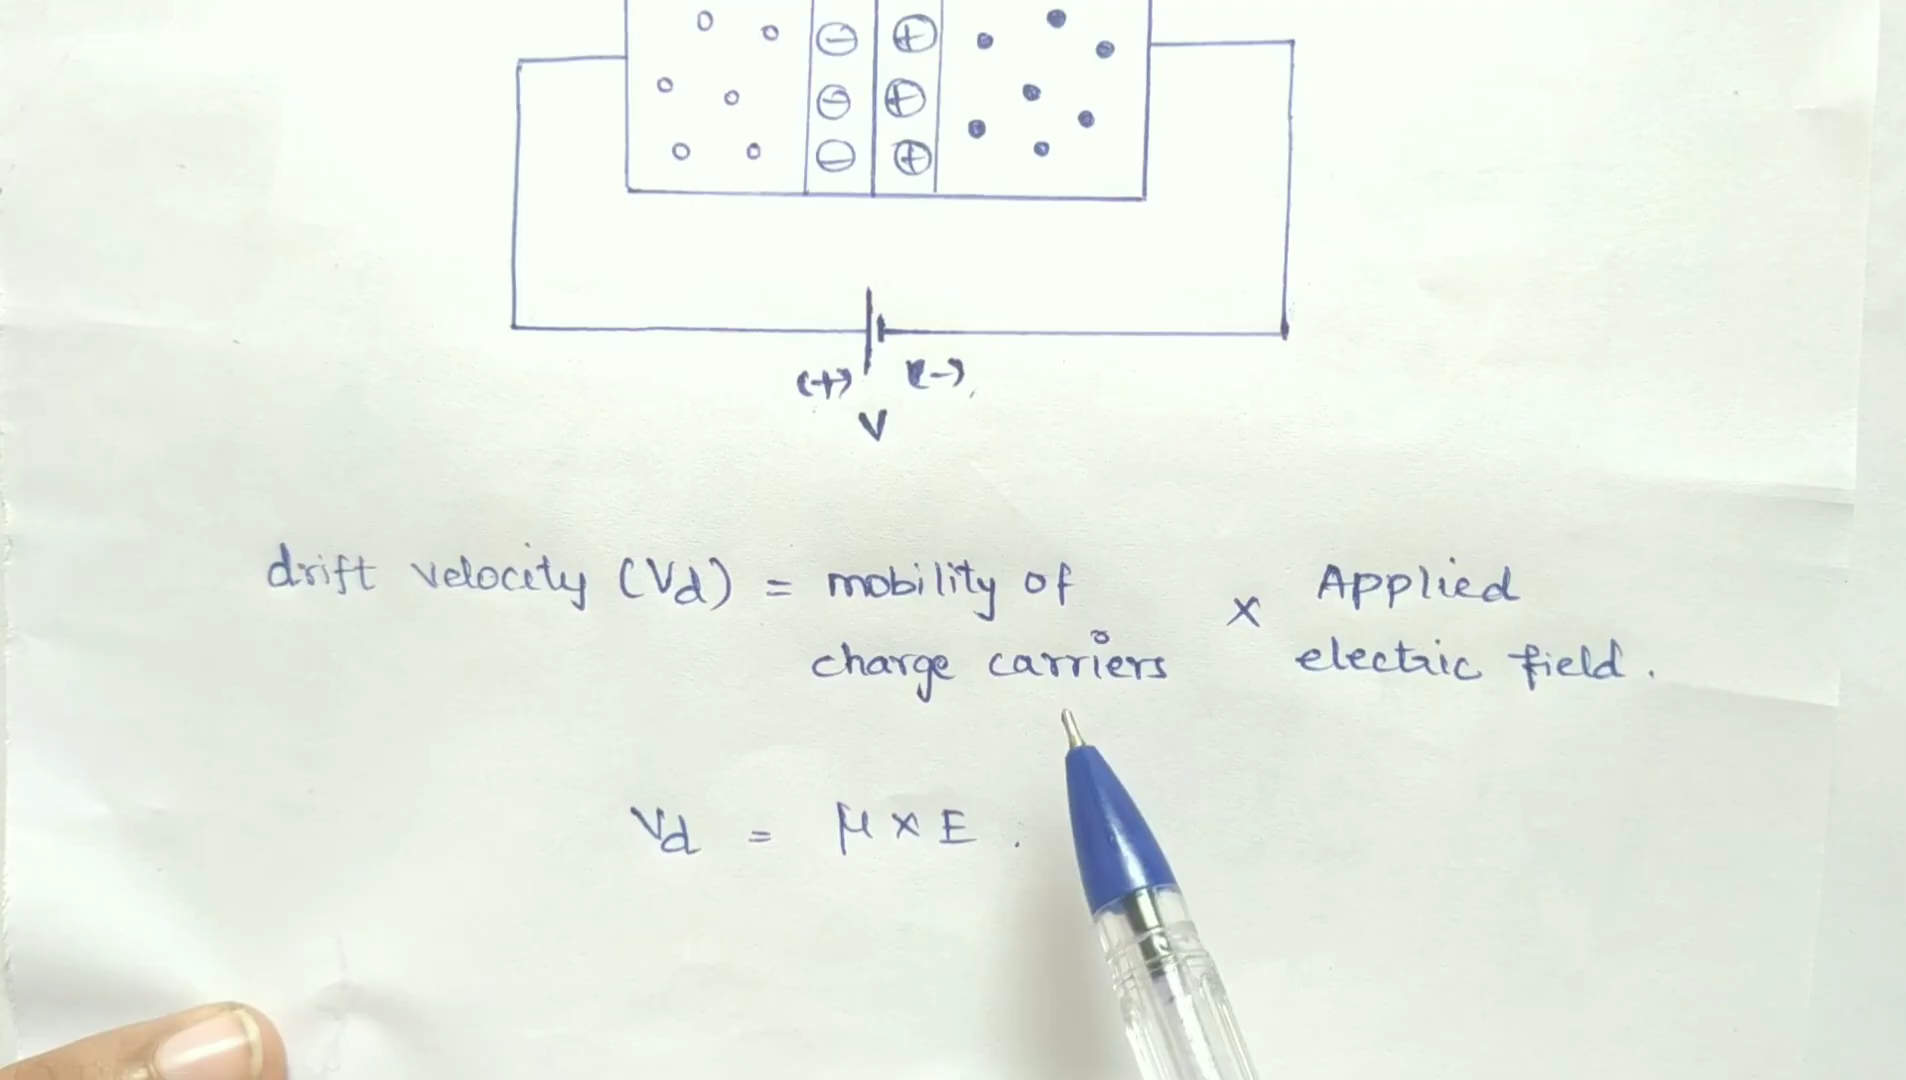 ⊖ ⊕
⊖ ⊕
⊖ ⊕
(+) (-)
V
drift velocity (Vd) = mobility of charge carriers × Applied electric field.
Vd = μ × E.